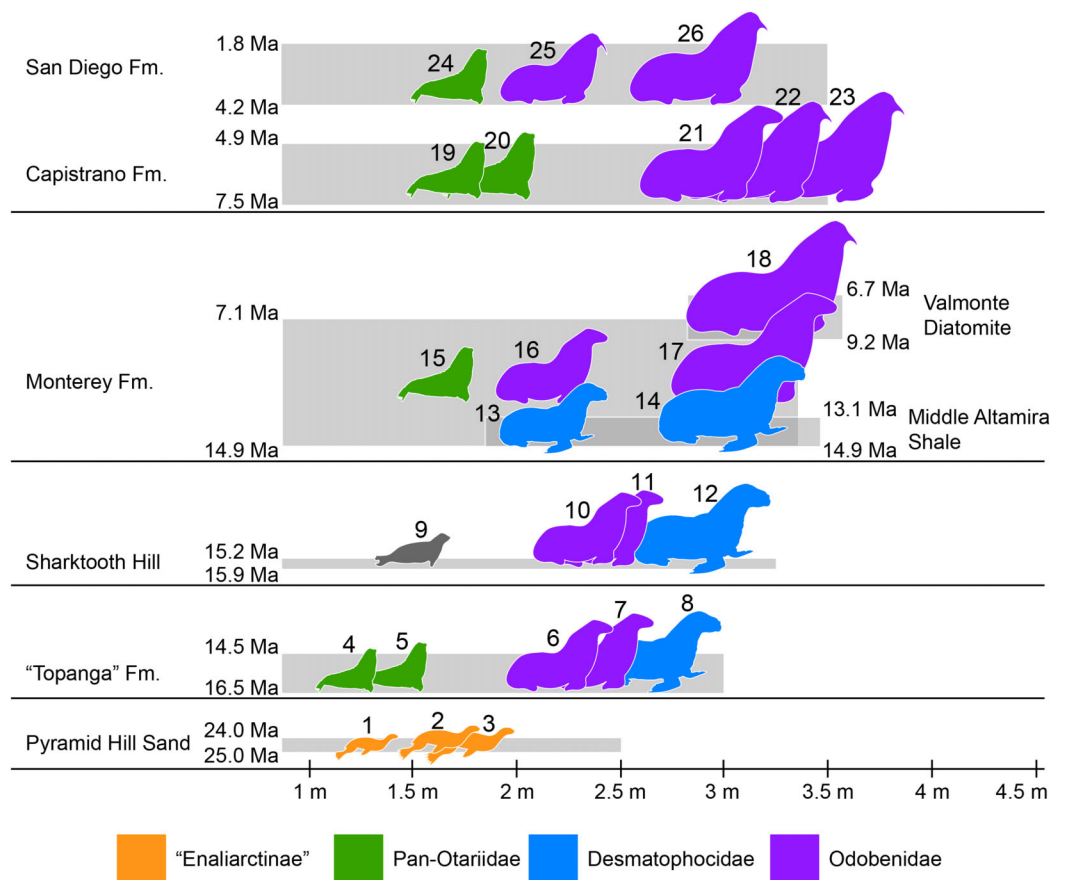 1.8 Ma
San Diego Fm.
24
25
26
4.2 Ma
4.9 Ma
Capistrano Fm.
19
20
21
22
23
7.5 Ma
7.1 Ma
Monterey Fm.
15
16
13
18
17
14
6.7 Ma
Valmonte
Diatomite
9.2 Ma
13.1 Ma
Middle Altamira
Shale
14.9 Ma
14.9 Ma
15.2 Ma
Sharktooth Hill
15.9 Ma
9
10
11
12
14.5 Ma
“Topanga” Fm.
16.5 Ma
4
5
6
7
8
24.0 Ma
Pyramid Hill Sand
25.0 Ma
1
2
3
1 m
1.5 m
2 m
2.5 m
3 m
3.5 m
4 m
4.5 m
“Enaliarctinae”
Pan-Otariidae
Desmatophocidae
Odobenidae